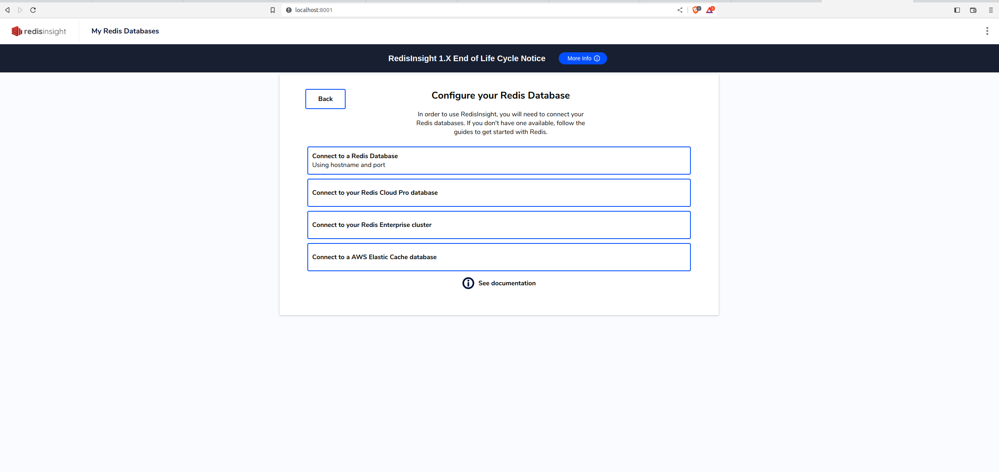 localhost:8001
1
1
redisinsight
My Redis Databases
RedisInsight 1.X End of Life Cycle Notice
More Info
Back
Configure your Redis Database
In order to use RedisInsight, you will need to connect your
Redis databases. If you don't have one available, follow the
guides to get started with Redis.
Connect to a Redis Database
Using hostname and port
Connect to your Redis Cloud Pro database
Connect to your Redis Enterprise cluster
Connect to a AWS Elastic Cache database
See documentation